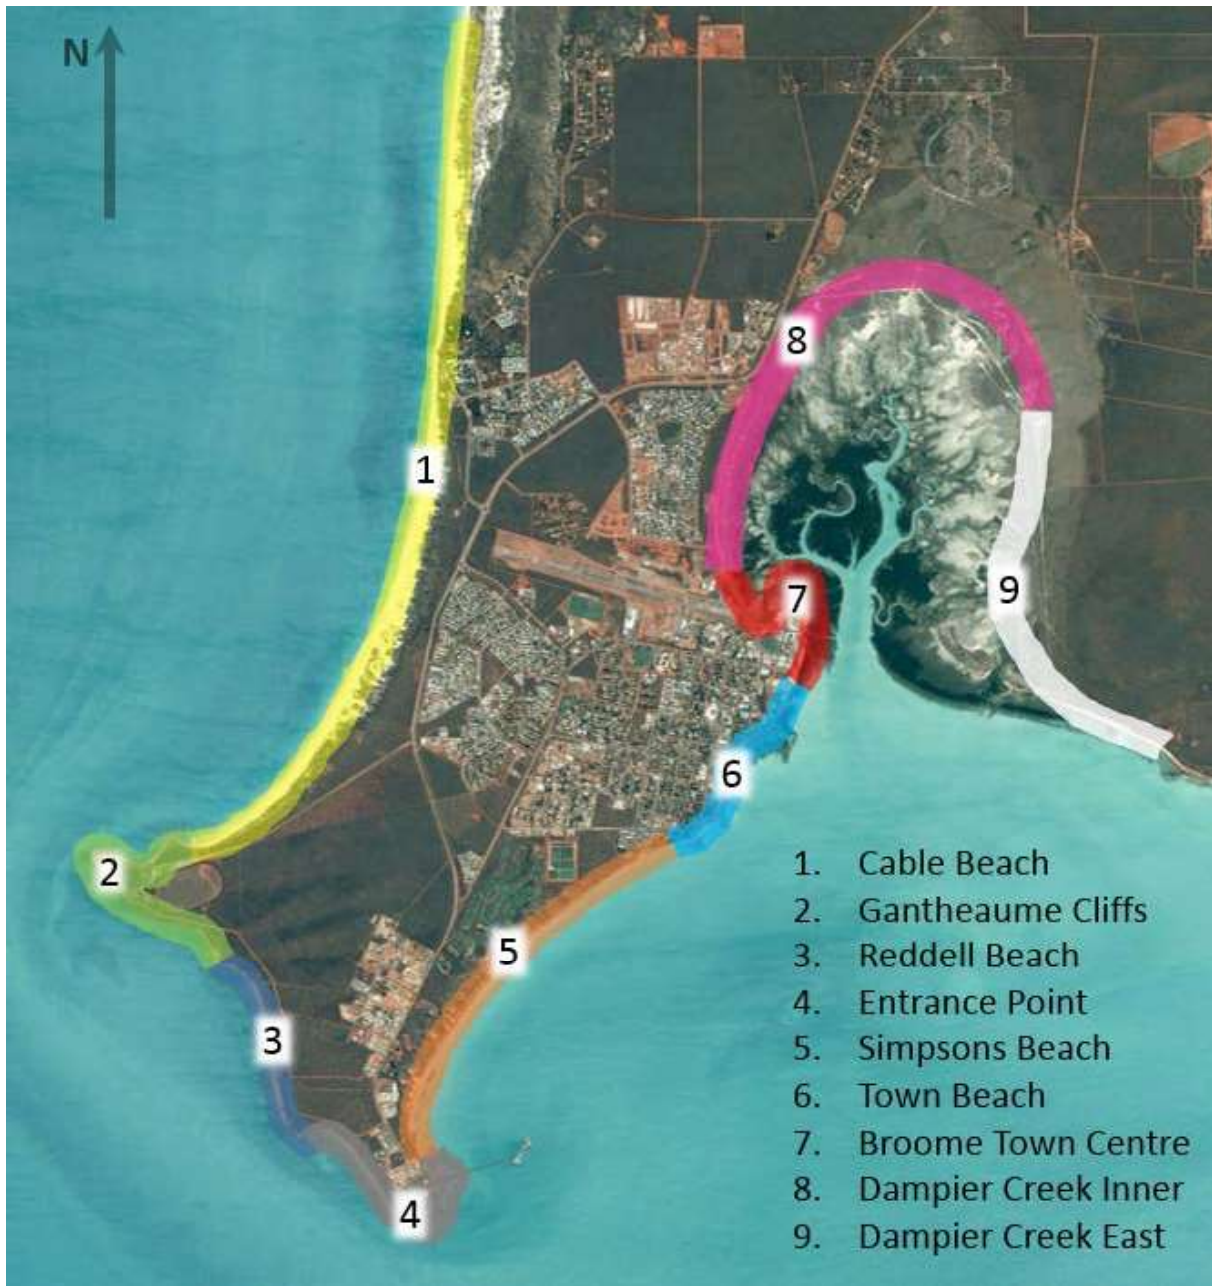 N
8
1
7
9
6
2
5
3
4
1. Cable Beach
2. Gantheaume Cliffs
3. Reddell Beach
4. Entrance Point
5. Simpsons Beach
6. Town Beach
7. Broome Town Centre
8. Dampier Creek Inner
9. Dampier Creek East